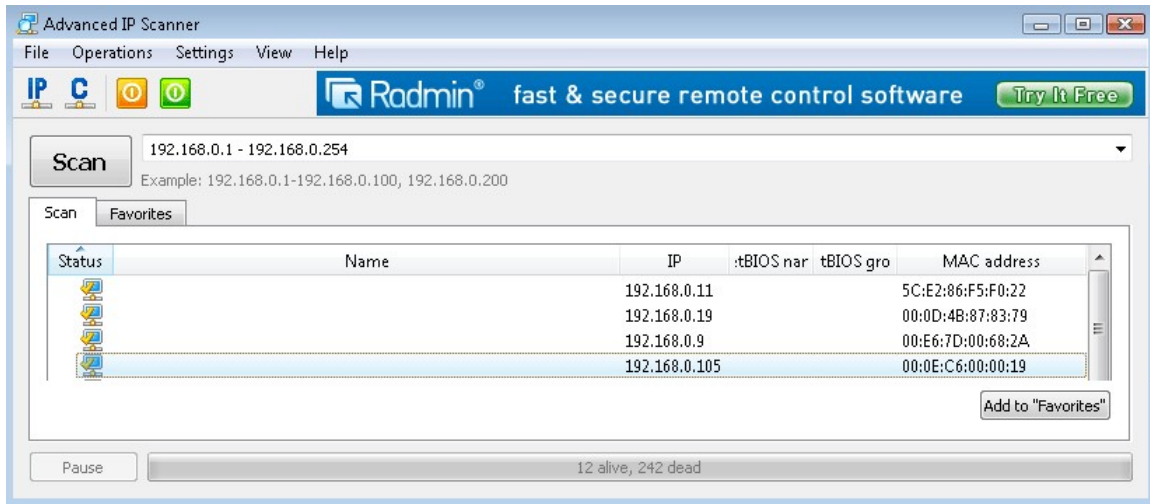 Advanced IP Scanner
File Operations Settings View Help
IP C Radmin® fast & secure remote control software Try It Free
Scan 192.168.0.1 - 192.168.0.254
Example: 192.168.0.1-192.168.0.100, 192.168.0.200
Scan Favorites
Status Name IP :tBIOS nar tBIOS gro MAC address
192.168.0.11 5C:E2:86:F5:F0:22
192.168.0.19 00:0D:4B:87:83:79
192.168.0.9 00:E6:7D:00:68:2A
192.168.0.105 00:0E:C6:00:00:19
Add to "Favorites"
Pause 12 alive, 242 dead